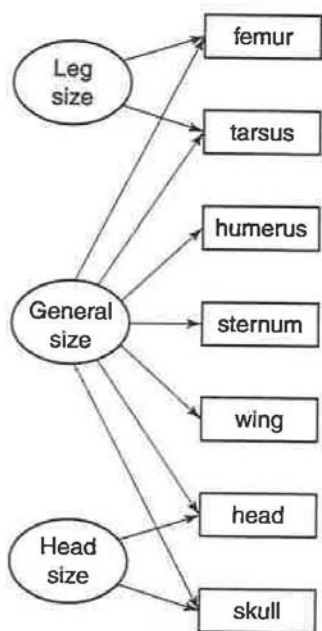 femur
Leg
size
tarsus
humerus
General
size
sternum
wing
head
Head
size
skull